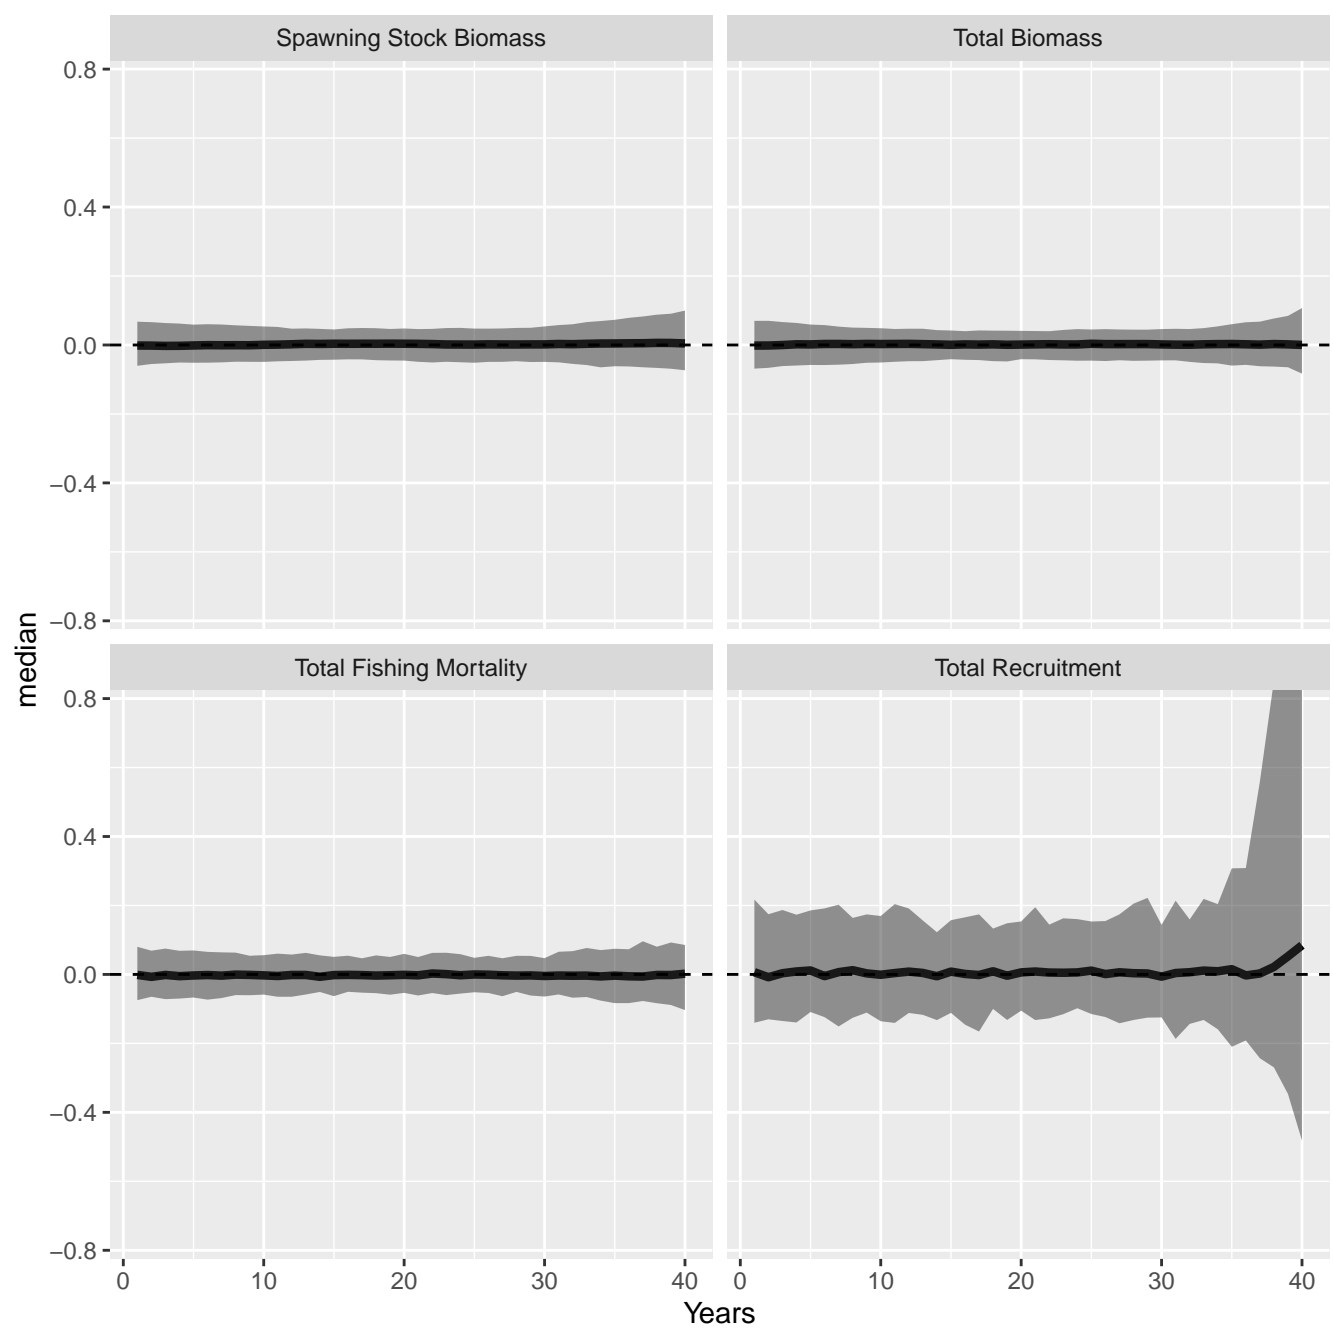 Spawning Stock Biomass
Total Biomass
0.8
0.4
0.0
−0.4
−0.8
median
Total Fishing Mortality
Total Recruitment
0.8
0.4
0.0
−0.4
−0.8
0 10 20 30 40
0 10 20 30 40
Years